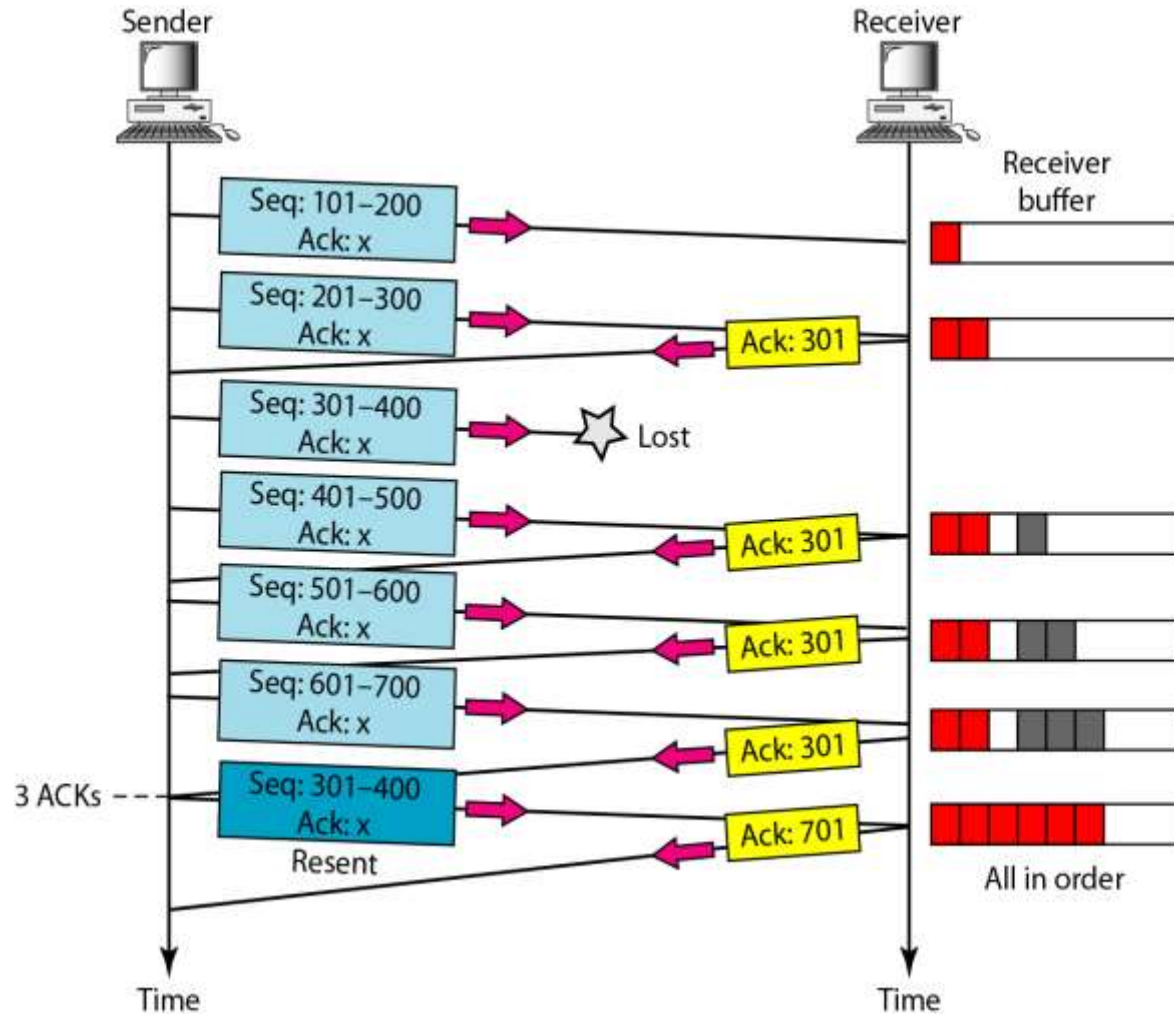 Sender
Receiver
Receiver
buffer
Seq: 101–200
Ack: x
Seq: 201–300
Ack: x
Ack: 301
Seq: 301–400
Ack: x
Lost
Seq: 401–500
Ack: x
Ack: 301
Seq: 501–600
Ack: x
Ack: 301
Seq: 601–700
Ack: x
Ack: 301
3 ACKs
Seq: 301–400
Ack: x
Resent
Ack: 701
All in order
Time
Time